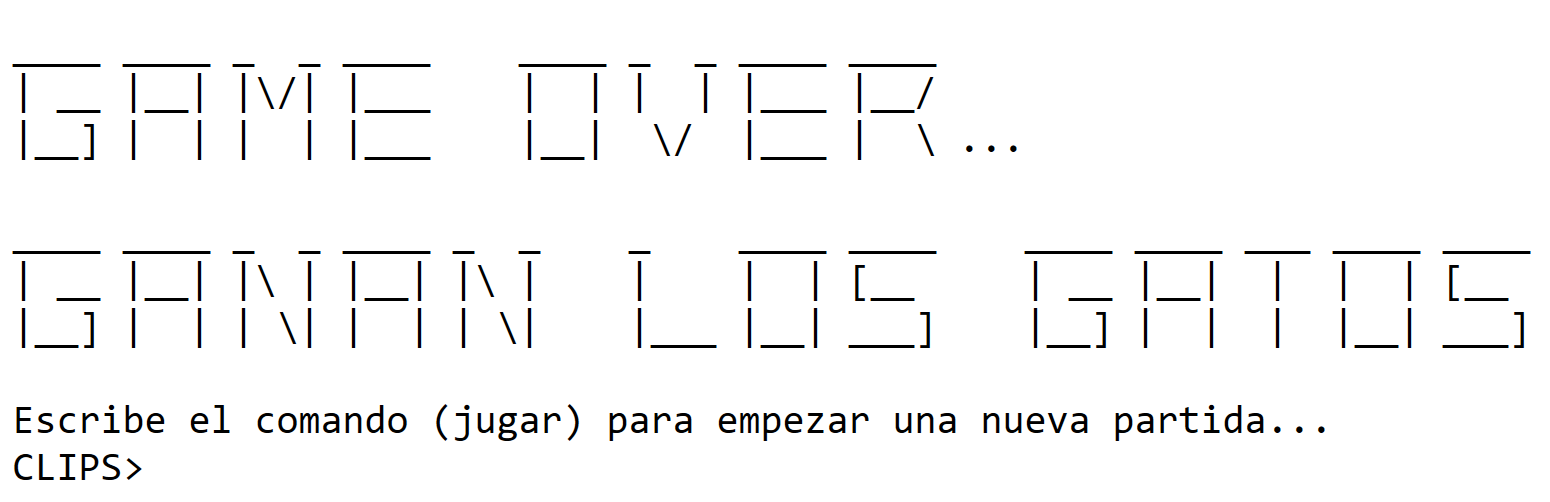 GAME OVER...
GANAN LOS GATOS
Escribe el comando (jugar) para empezar una nueva partida...
CLIPS>